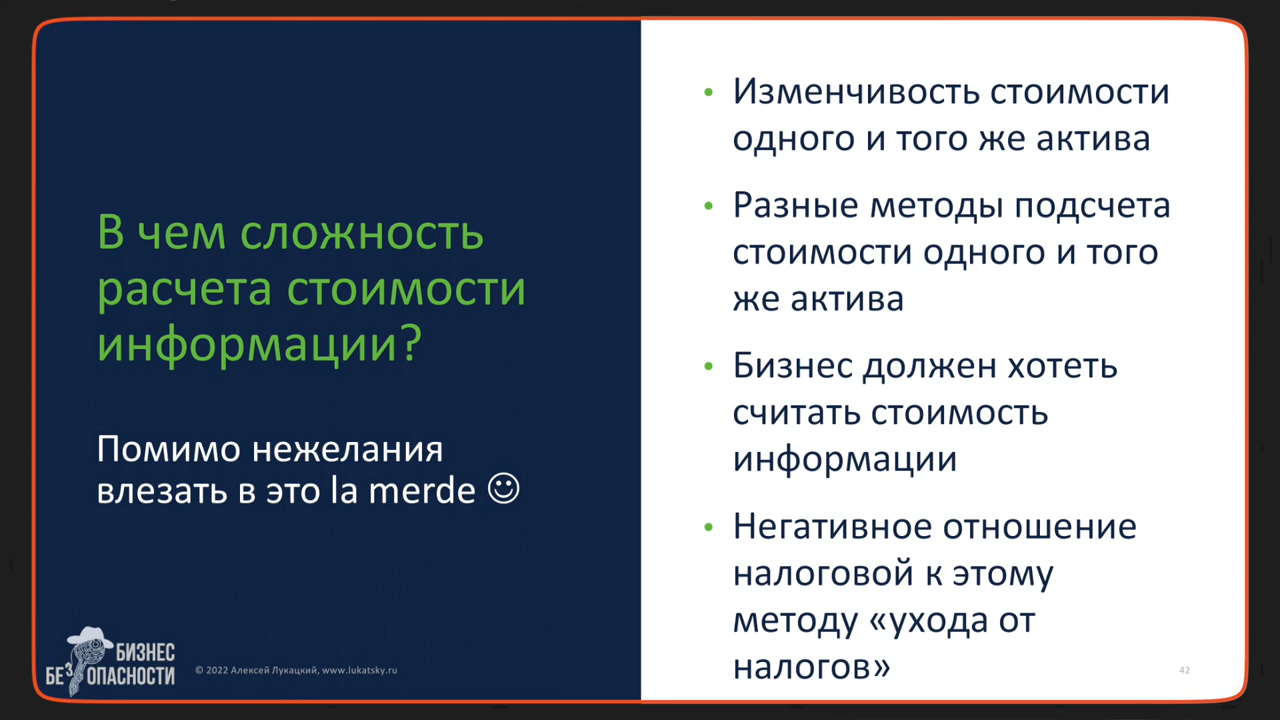 В чем сложность
расчета стоимости
информации?
Помимо нежелания
влезать в это la merde ☺
• Изменчивость стоимости
одного и того же актива
• Разные методы подсчета
стоимости одного и того
же актива
• Бизнес должен хотеть
считать стоимость
информации
• Негативное отношение
налоговой к этому
методу «ухода от
налогов»
БИЗНЕС
БЕЗОПАСНОСТИ
© 2022 Алексей Лукацкий, www.lukatsky.ru
42